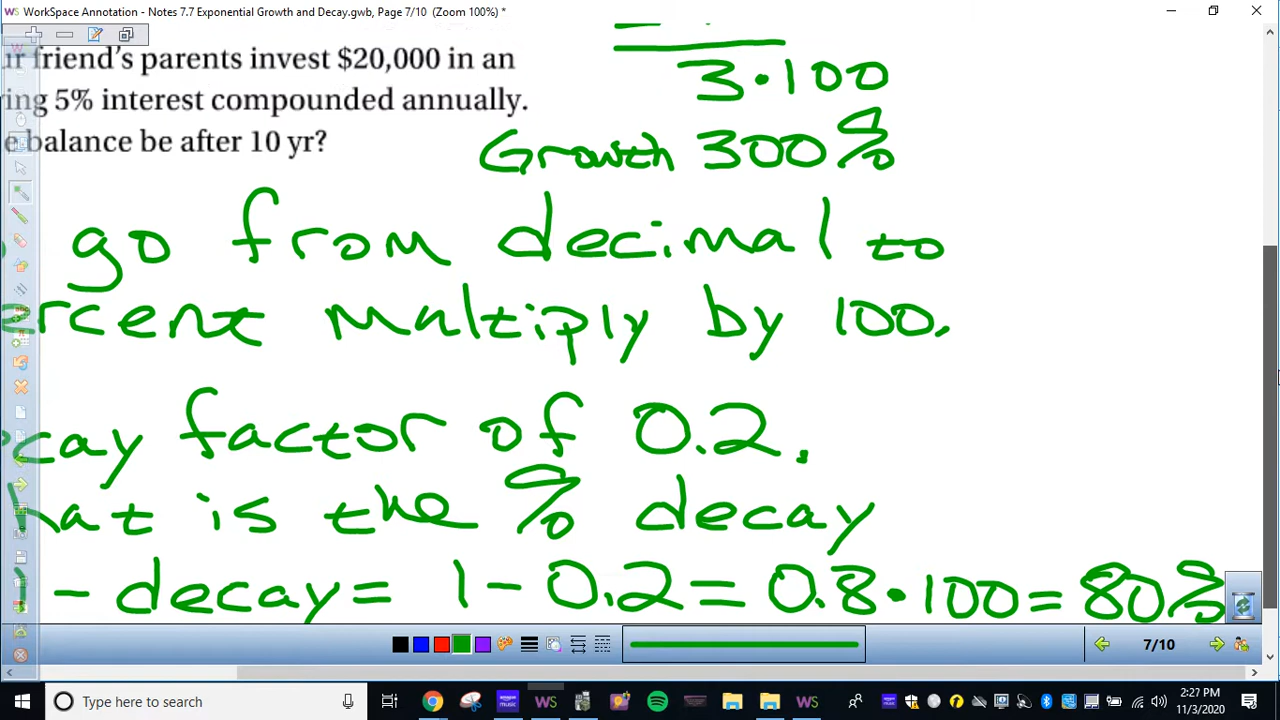 WorkSpace Annotation - Notes 7.7 Exponential Growth and Decay.gwb, Page 7/10 (Zoom 100%) *
ur friend's parents invest $20,000 in an
ing 5% interest compounded annually.
e balance be after 10 yr?
3·100
Growth 300%
go from decimal to
ercent multiply by 100.
cay factor of 0.2.
hat is the % decay
- decay = 1 - 0.2 = 0.8 · 100 = 80%
7/10
Type here to search
2:27 PM
11/3/2020